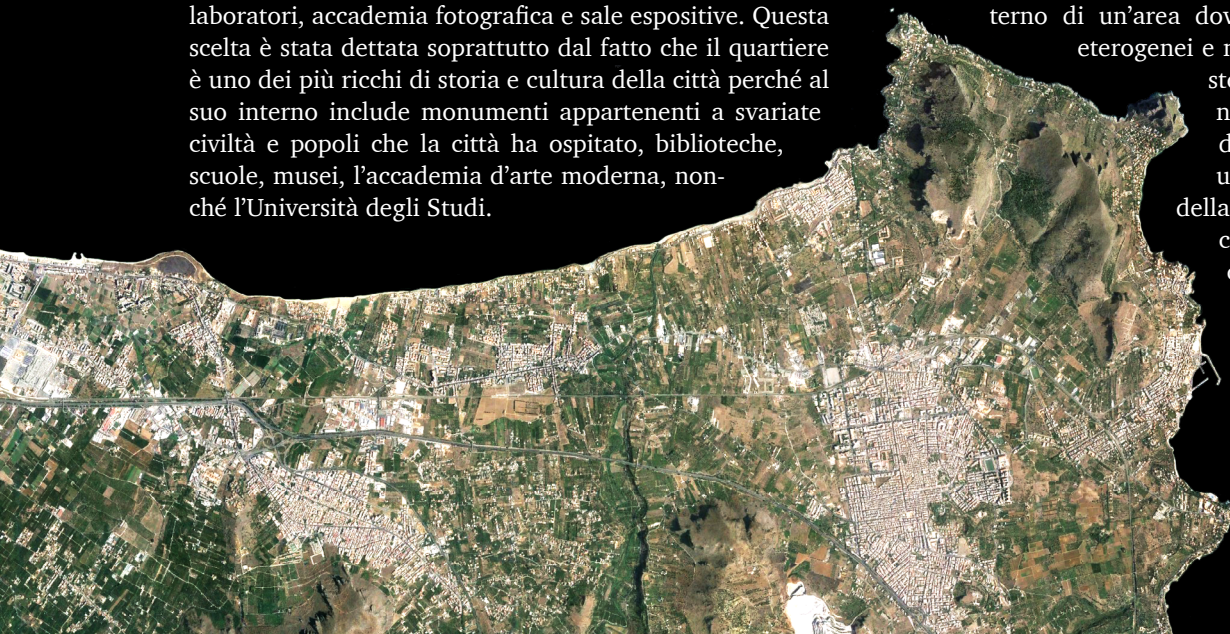 laboratori, accademia fotografica e sale espositive. Questa
scelta è stata dettata soprattutto dal fatto che il quartiere
è uno dei più ricchi di storia e cultura della città perché al
suo interno include monumenti appartenenti a svariate
civiltà e popoli che la città ha ospitato, biblioteche,
scuole, musei, l’accademia d’arte moderna, non-
ché l’Università degli Studi.
terno di un’area
eterogenei e
della